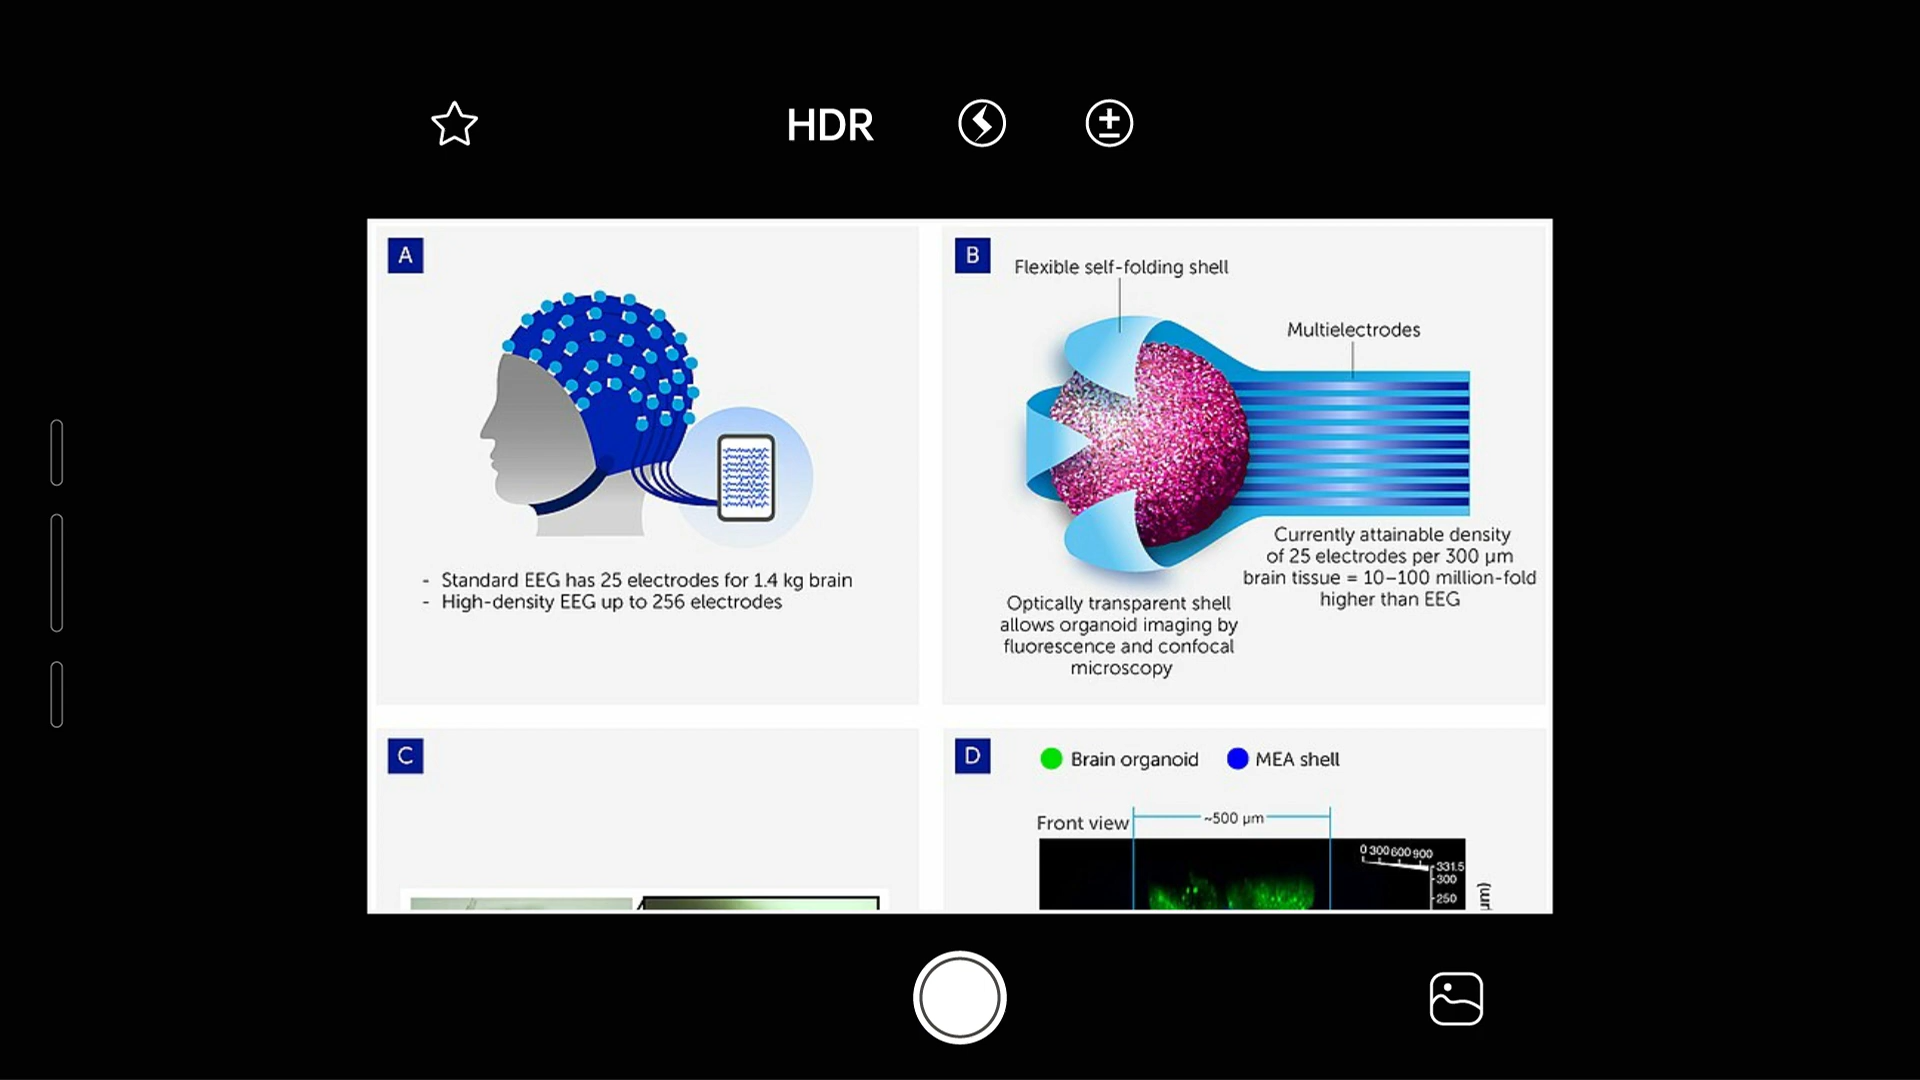 HDR
A
- Standard EEG has 25 electrodes for 1.4 kg brain
- High-density EEG up to 256 electrodes
B
Flexible self-folding shell
Multielectrodes
Currently attainable density
of 25 electrodes per 300 µm
brain tissue = 10–100 million-fold
higher than EEG
Optically transparent shell
allows organoid imaging by
fluorescence and confocal
microscopy
C
D
Brain organoid
MEA shell
Front view
~500 µm
0 300 600 900
331.5
300
250
µm)